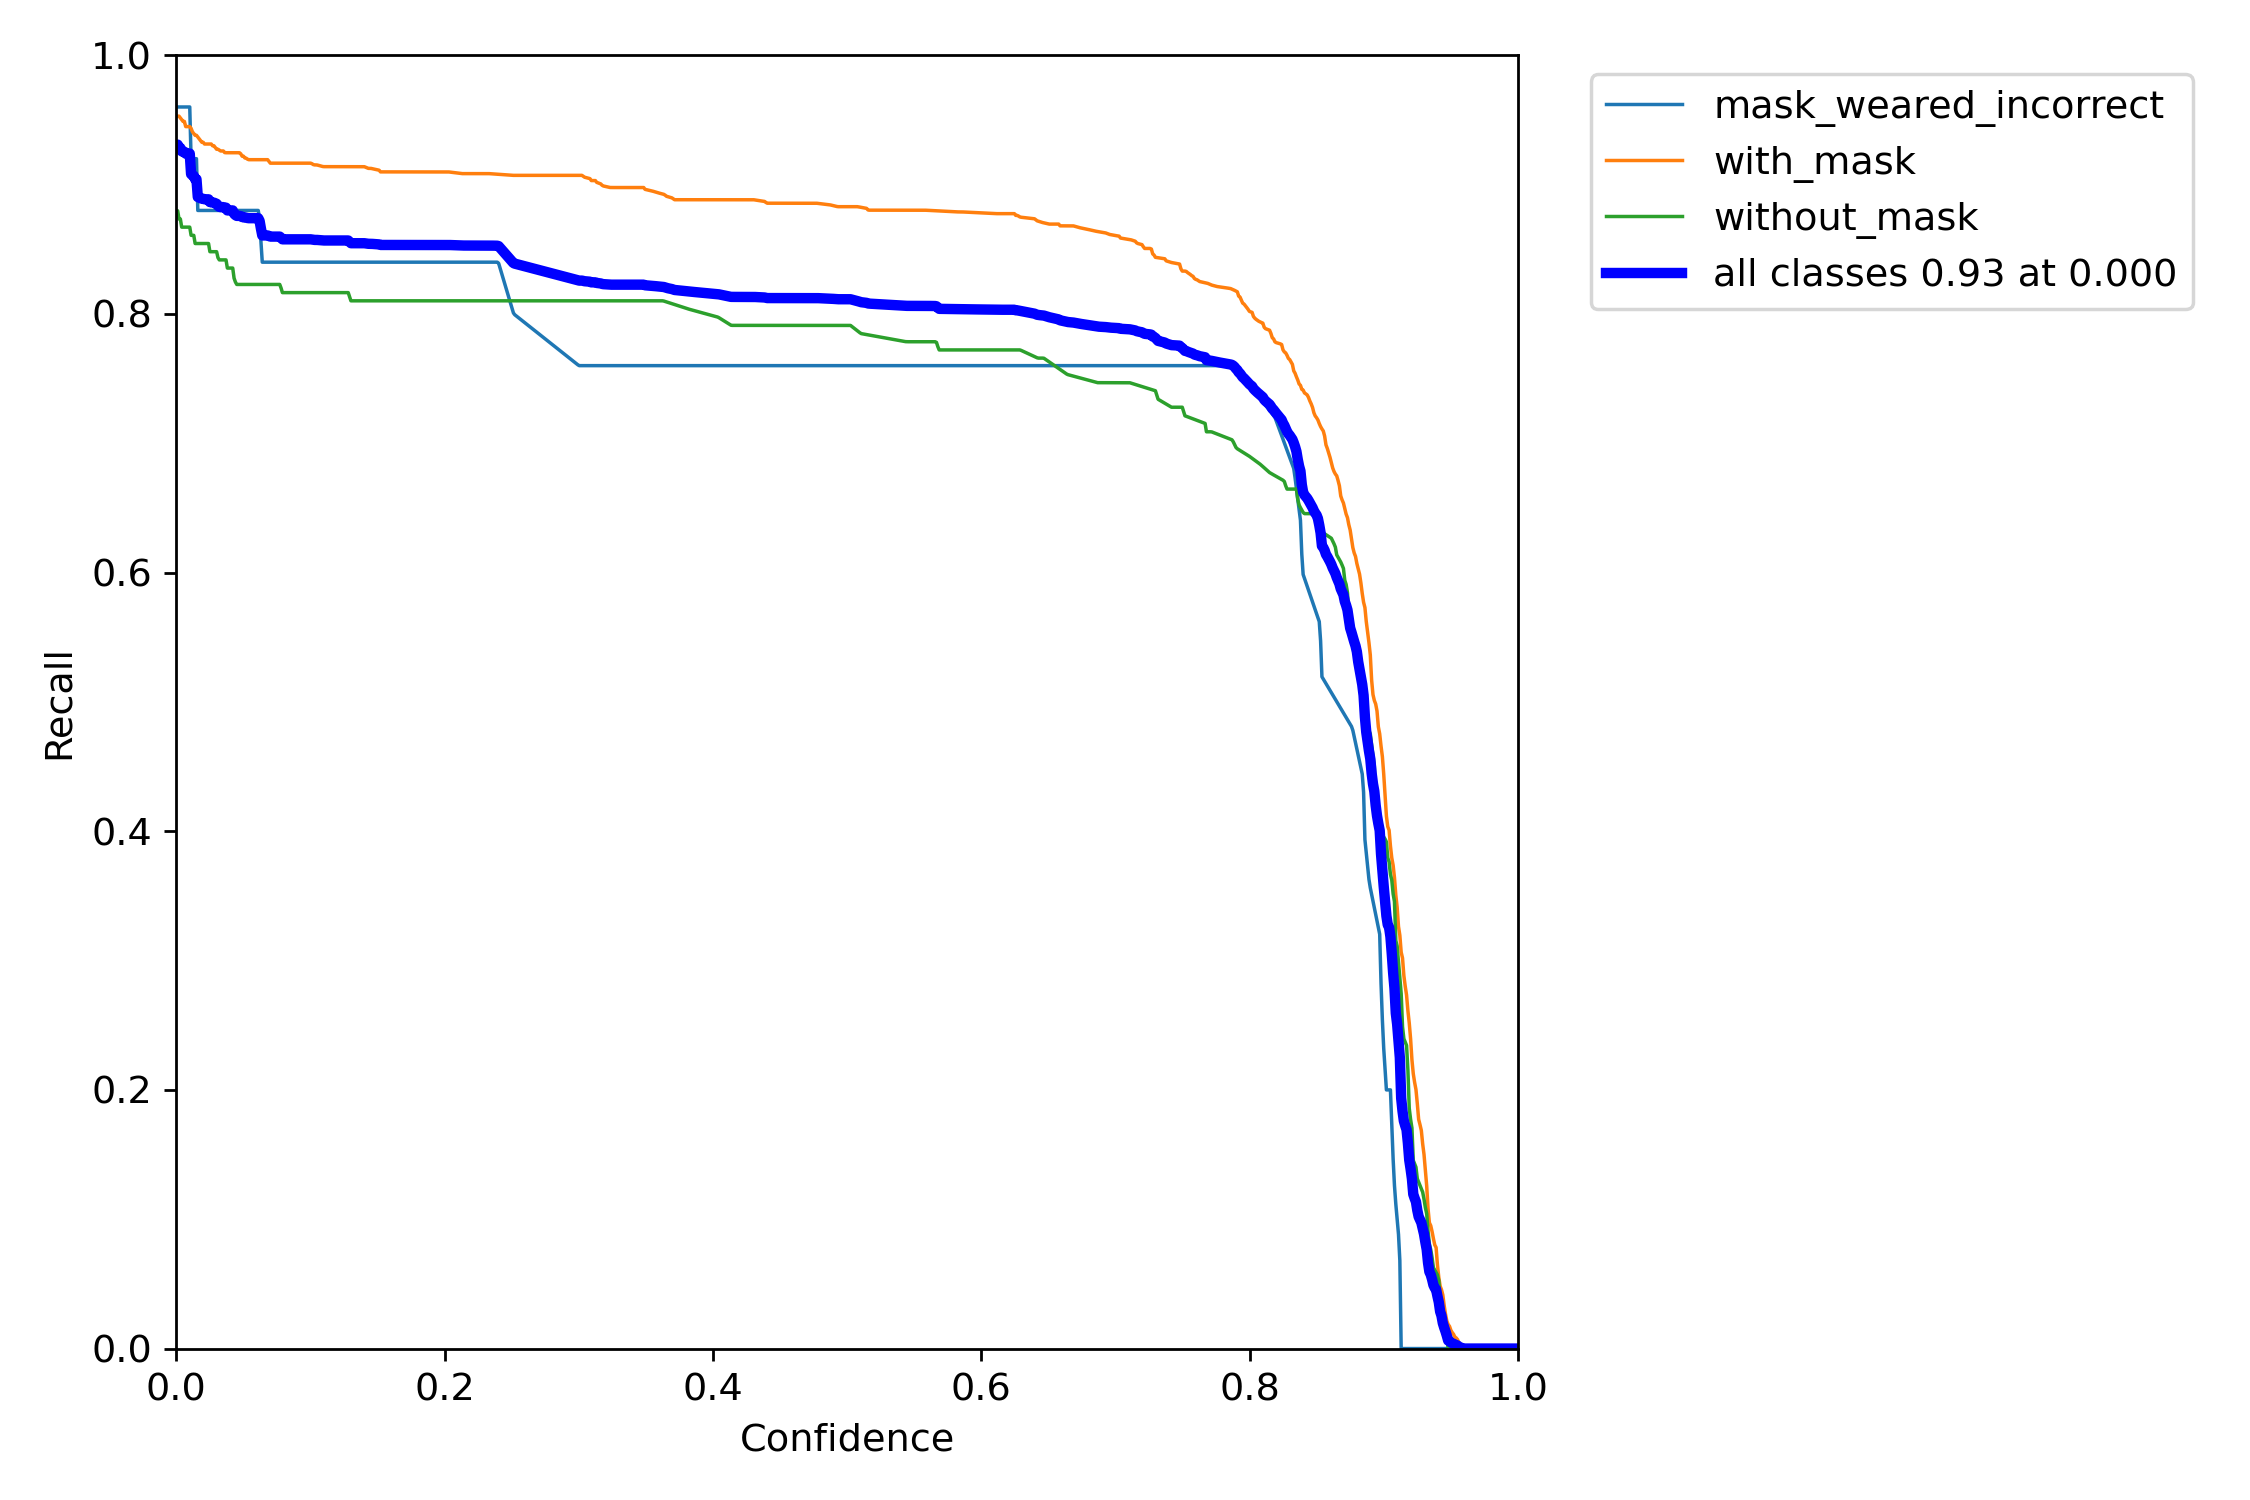 1.0
0.8
0.6
0.4
0.2
0.0
Recall
0.0 0.2 0.4 0.6 0.8 1.0
Confidence
mask_weared_incorrect
with_mask
without_mask
all classes 0.93 at 0.000